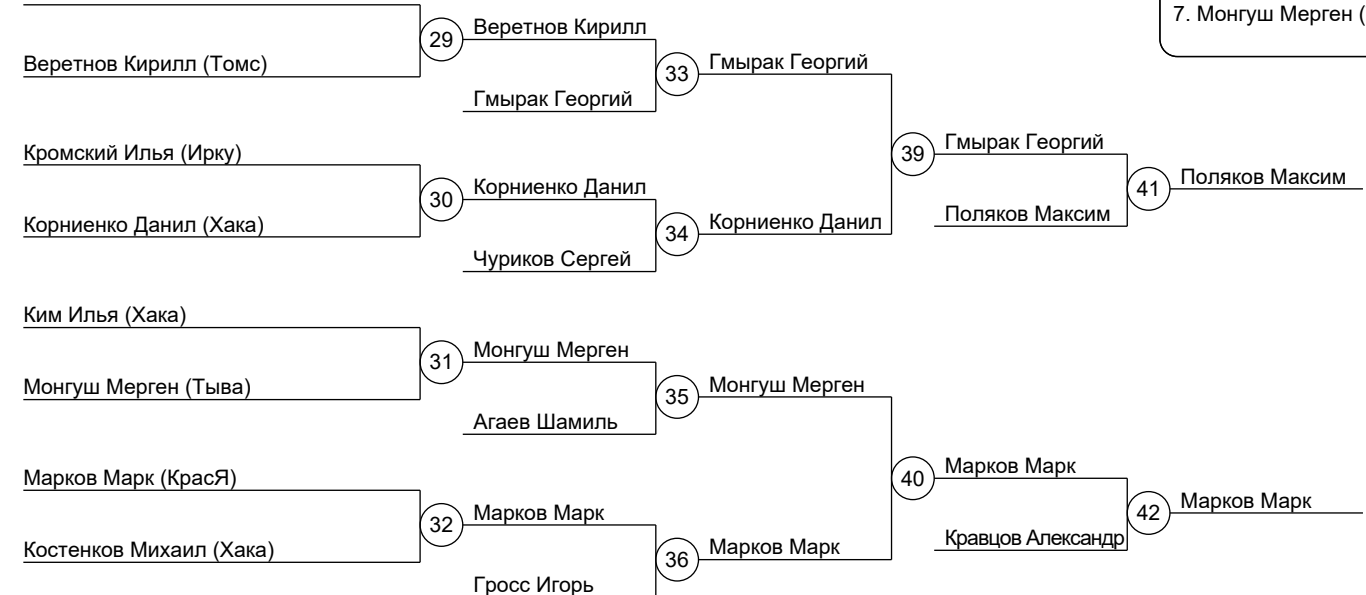 7. Монгуш Мерген (
29
Веретнов Кирилл
Веретнов Кирилл (Томс)
33
Гмырак Георгий
Гмырак Георгий
Кромский Илья (Ирку)
39
Гмырак Георгий
30
Корниенко Данил
41
Поляков Максим
Корниенко Данил (Хака)
34
Корниенко Данил
Поляков Максим
Чуриков Сергей
Ким Илья (Хака)
31
Монгуш Мерген
Монгуш Мерген (Тыва)
35
Монгуш Мерген
Агаев Шамиль
Марков Марк (КрасЯ)
40
Марков Марк
32
Марков Марк
42
Марков Марк
Костенков Михаил (Хака)
36
Марков Марк
Кравцов Александр
Гросс Игорь